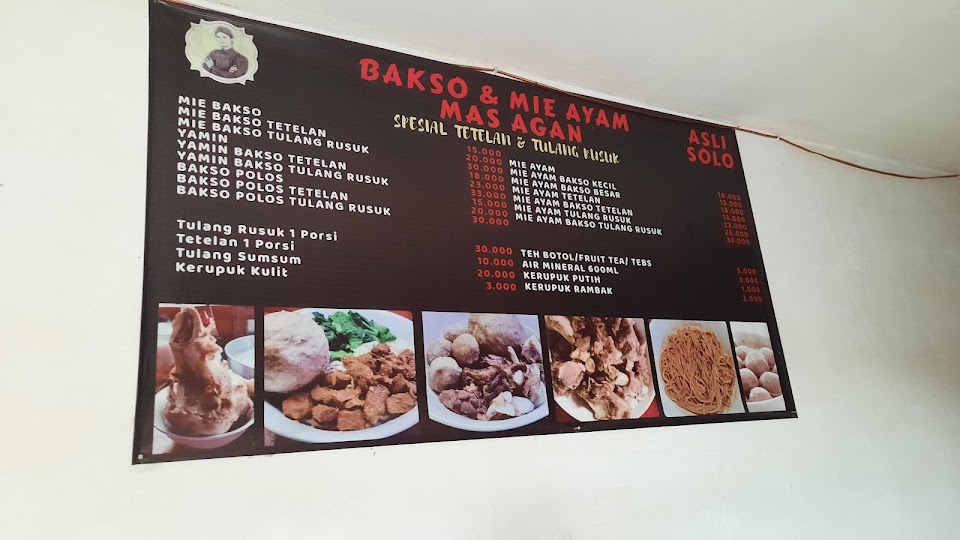 BAKSO & MIE AYAM
MAS AGAN
SPESIAL TETELAN & TULANG RUSUK
ASLI
SOLO
MIE BAKSO 15.000
MIE BAKSO TETELAN 20.000
MIE BAKSO TULANG RUSUK 30.000
YAMIN 18.000
YAMIN BAKSO TETELAN 23.000
YAMIN BAKSO TULANG RUSUK 33.000
BAKSO POLOS 15.000
BAKSO POLOS TETELAN 20.000
BAKSO POLOS TULANG RUSUK 30.000
Tulang Rusuk 1 Porsi 30.000
Tetelan 1 Porsi 10.000
Tulang Sumsum 20.000
Kerupuk Kulit 3.000
MIE AYAM 10.000
MIE AYAM BAKSO KECIL 15.000
MIE AYAM BAKSO BESAR 18.000
MIE AYAM TETELAN 15.000
MIE AYAM BAKSO TETELAN 23.000
MIE AYAM TULANG RUSUK 25.000
MIE AYAM BAKSO TULANG RUSUK 33.000
TEH BOTOL/FRUIT TEA/ TEBS 5.000
AIR MINERAL 600ML 3.000
KERUPUK PUTIH 1.000
KERUPUK RAMBAK 2.000